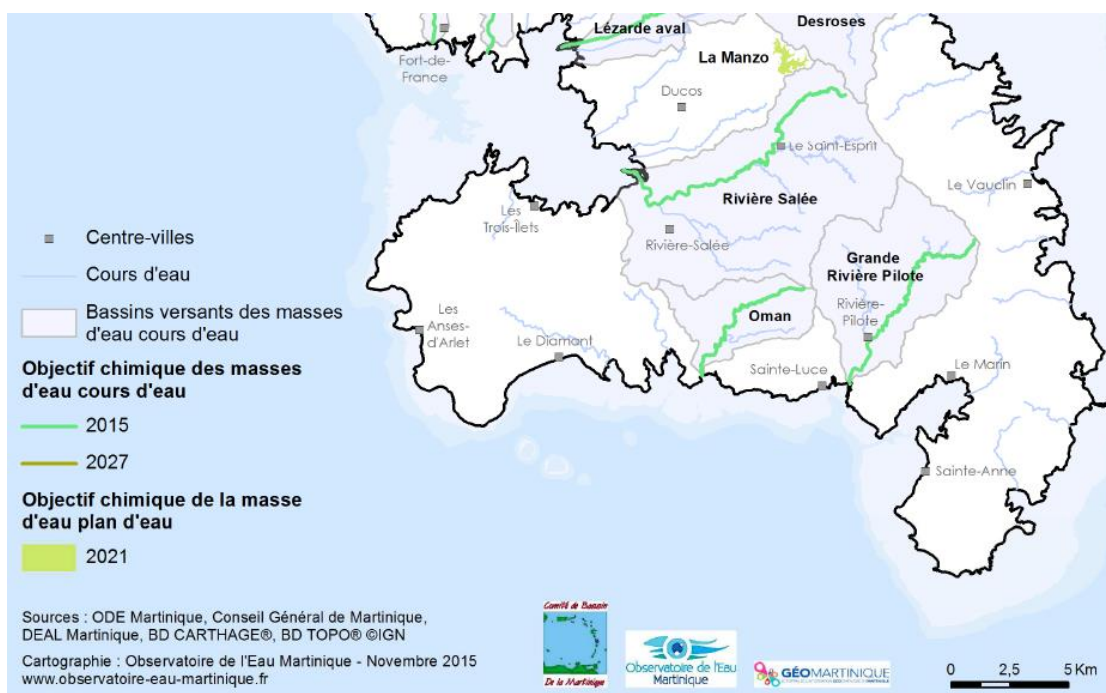 Lézarde aval
Desroses
Fort-de-
France
La Manzo
Ducos
Le Saint-Esprit
Le Vauclin
Rivière Salée
Les
Trois-Îlets
Rivière-Salée
Grande
Rivière Pilote
Rivière-
Pilote
Oman
Les
Anses-
d'Arlet
Le Diamant
Sainte-Luce
Le Marin
Sainte-Anne
Centre-villes
Cours d'eau
Bassins versants des masses
d'eau cours d'eau
Objectif chimique des masses
d'eau cours d'eau
2015
2027
Objectif chimique de la masse
d'eau plan d'eau
2021
Sources : ODE Martinique, Conseil Général de Martinique,
DEAL Martinique, BD CARTHAGE®, BD TOPO® ©IGN
Cartographie : Observatoire de l'Eau Martinique - Novembre 2015
www.observatoire-eau-martinique.fr
Comité de Bassin
De la Martinique
Observatoire de l'Eau
Martinique
GÉOMARTINIQUE
0 2,5 5 Km